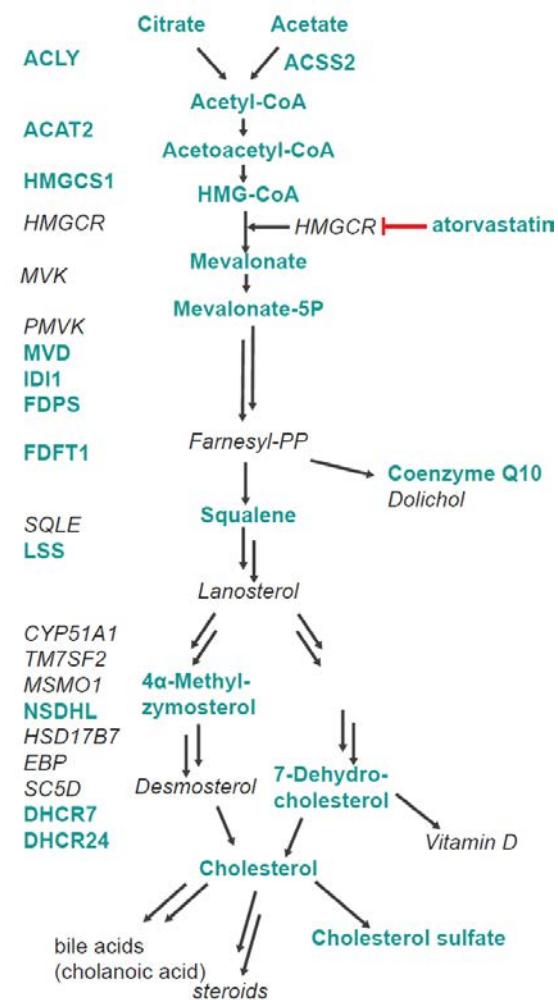 Citrate
Acetate
ACLY
ACSS2
Acetyl-CoA
ACAT2
Acetoacetyl-CoA
HMGCS1
HMG-CoA
HMGCR
HMGCR
atorvastatin
Mevalonate
MVK
Mevalonate-5P
PMVK
MVD
IDI1
FDPS
Farnesyl-PP
FDFT1
Coenzyme Q10
Dolichol
Squalene
SQLE
LSS
Lanosterol
CYP51A1
TM7SF2
MSMO1
NSDHL
HSD17B7
EBP
SC5D
DHCR7
DHCR24
4α-Methyl-
zymosterol
Desmosterol
7-Dehydro-
cholesterol
Vitamin D
Cholesterol
Cholesterol sulfate
bile acids
(cholanoic acid)
steroids